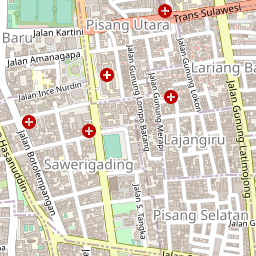 Trans Sulawesi
Pisang Utara
Jalan Kartini
Baru
Jalan Amanagapa
Lariang Ba
Jalan Ince Nurdin
Jalan Gunung Lompo Batang
Jalan Gunung Merapi
Jalan Gunung Lokon
Jalan Gunung Latimojong
Lajangiru
Sawerigading
Hasanuddin
Jalan Botolempangan
Jalan S. Tangka
Pisang Selatan